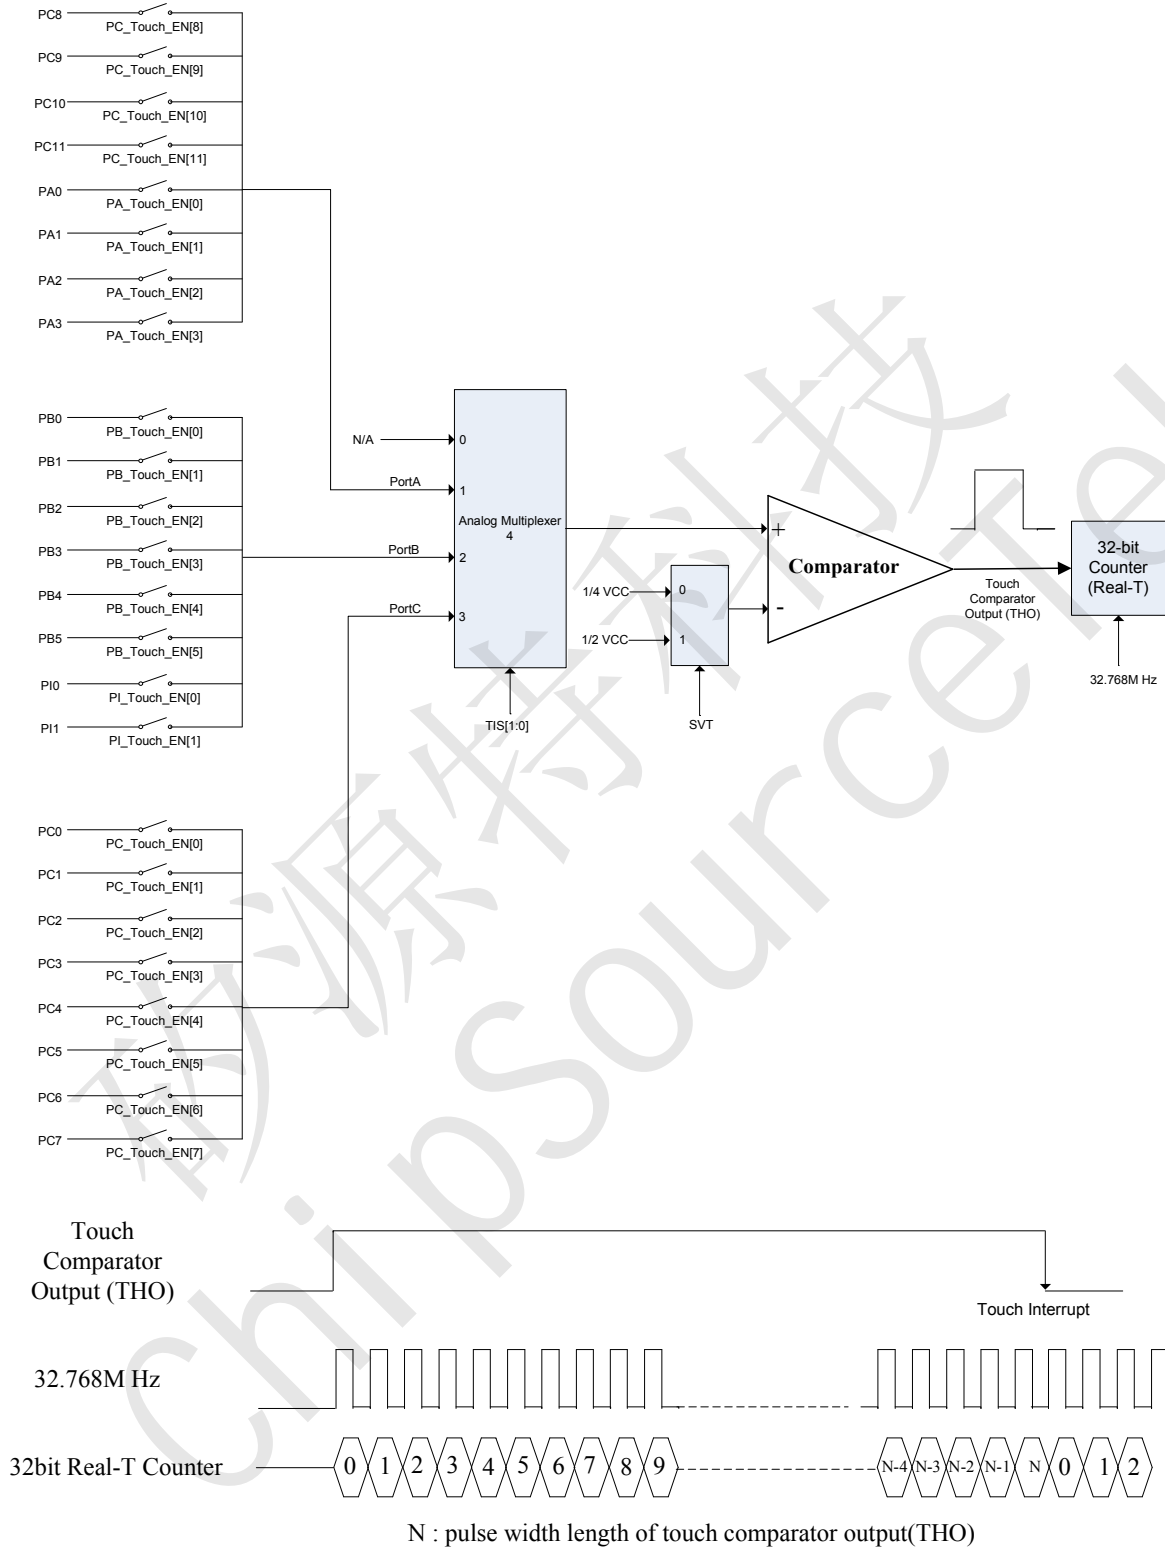 PC8
PC_Touch_EN[8]
PC9
PC_Touch_EN[9]
PC10
PC_Touch_EN[10]
PC11
PC_Touch_EN[11]
PA0
PA_Touch_EN[0]
PA1
PA_Touch_EN[1]
PA2
PA_Touch_EN[2]
PA3
PA_Touch_EN[3]
PB0
PB_Touch_EN[0]
PB1
PB_Touch_EN[1]
PB2
PB_Touch_EN[2]
PB3
PB_Touch_EN[3]
PB4
PB_Touch_EN[4]
PB5
PB_Touch_EN[5]
PI0
PI_Touch_EN[0]
PI1
PI_Touch_EN[1]
PC0
PC_Touch_EN[0]
PC1
PC_Touch_EN[1]
PC2
PC_Touch_EN[2]
PC3
PC_Touch_EN[3]
PC4
PC_Touch_EN[4]
PC5
PC_Touch_EN[5]
PC6
PC_Touch_EN[6]
PC7
PC_Touch_EN[7]
N/A
0
PortA
1
Analog Multiplexer
4
PortB
2
PortC
3
TIS[1:0]
1/4 VCC
0
1/2 VCC
1
SVT
+
Comparator
-
Touch
Comparator
Output (THO)
32-bit
Counter
(Real-T)
32.768M Hz
矽源特科技
ChipSourceTe
Touch
Comparator
Output (THO)
Touch Interrupt
32.768M Hz
32bit Real-T Counter
0 1 2 3 4 5 6 7 8 9 N-4 N-3 N-2 N-1 N 0 1 2
N : pulse width length of touch comparator output(THO)